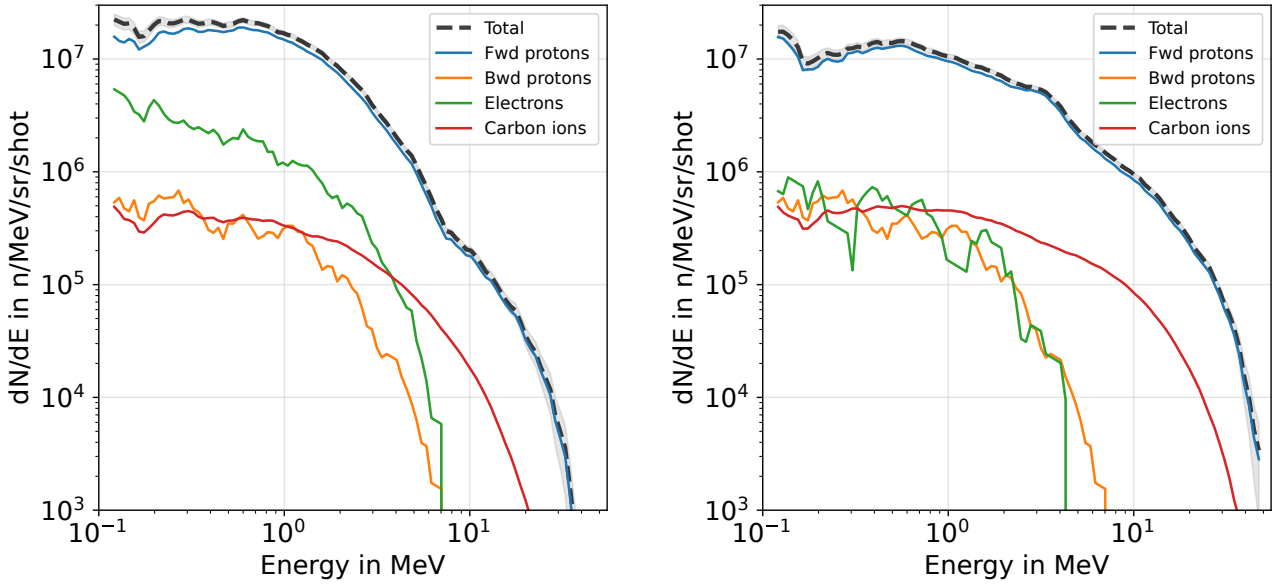 dN/dE in n/MeV/sr/shot
10^7
10^6
10^5
10^4
10^3
10^-1
10^0
10^1
Energy in MeV
Total
Fwd protons
Bwd protons
Electrons
Carbon ions
dN/dE in n/MeV/sr/shot
10^7
10^6
10^5
10^4
10^3
10^-1
10^0
10^1
Energy in MeV
Total
Fwd protons
Bwd protons
Electrons
Carbon ions